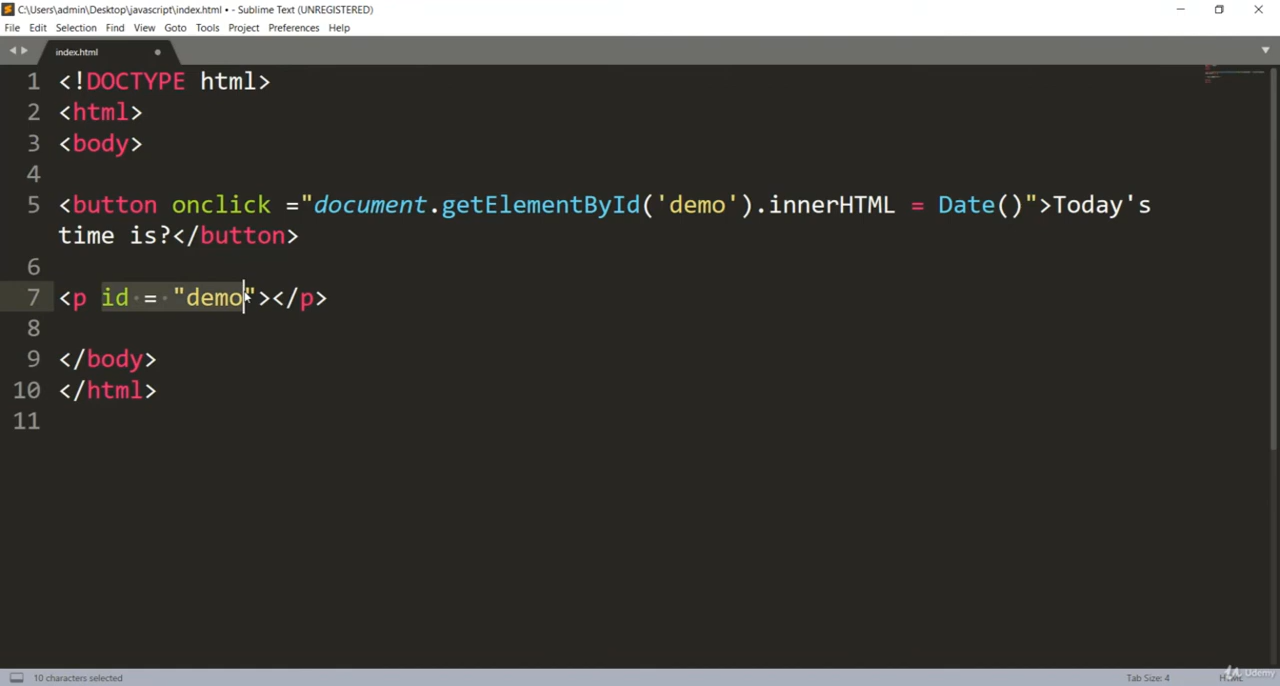 C:\Users\admin\Desktop\javascript\index.html • - Sublime Text (UNREGISTERED)
File Edit Selection Find View Goto Tools Project Preferences Help
index.html
1 <!DOCTYPE html>
2 <html>
3 <body>
4
5 <button onclick ="document.getElementById('demo').innerHTML = Date()">Today's
time is?</button>
6
7 <p id = "demo"></p>
8
9 </body>
10 </html>
11
10 characters selected Tab Size: 4 HTML
Udemy